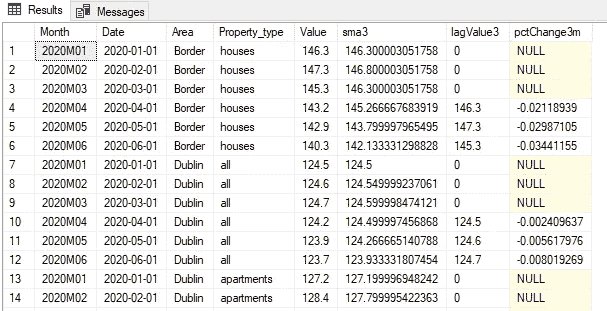 Results Messages
Month Date Area Property_type Value sma3 lagValue3 pctChange3m
1 2020M01 2020-01-01 Border houses 146.3 146.300003051758 0 NULL
2 2020M02 2020-02-01 Border houses 147.3 146.800003051758 0 NULL
3 2020M03 2020-03-01 Border houses 145.3 146.300003051758 0 NULL
4 2020M04 2020-04-01 Border houses 143.2 145.266667683919 146.3 -0.02118939
5 2020M05 2020-05-01 Border houses 142.9 143.799997965495 147.3 -0.02987105
6 2020M06 2020-06-01 Border houses 140.3 142.133331298828 145.3 -0.03441155
7 2020M01 2020-01-01 Dublin all 124.5 124.5 0 NULL
8 2020M02 2020-02-01 Dublin all 124.6 124.549999237061 0 NULL
9 2020M03 2020-03-01 Dublin all 124.7 124.599998474121 0 NULL
10 2020M04 2020-04-01 Dublin all 124.2 124.499997456868 124.5 -0.002409637
11 2020M05 2020-05-01 Dublin all 123.9 124.266665140788 124.6 -0.005617976
12 2020M06 2020-06-01 Dublin all 123.7 123.933331807454 124.7 -0.008019269
13 2020M01 2020-01-01 Dublin apartments 127.2 127.199996948242 0 NULL
14 2020M02 2020-02-01 Dublin apartments 128.4 127.799995422363 0 NULL